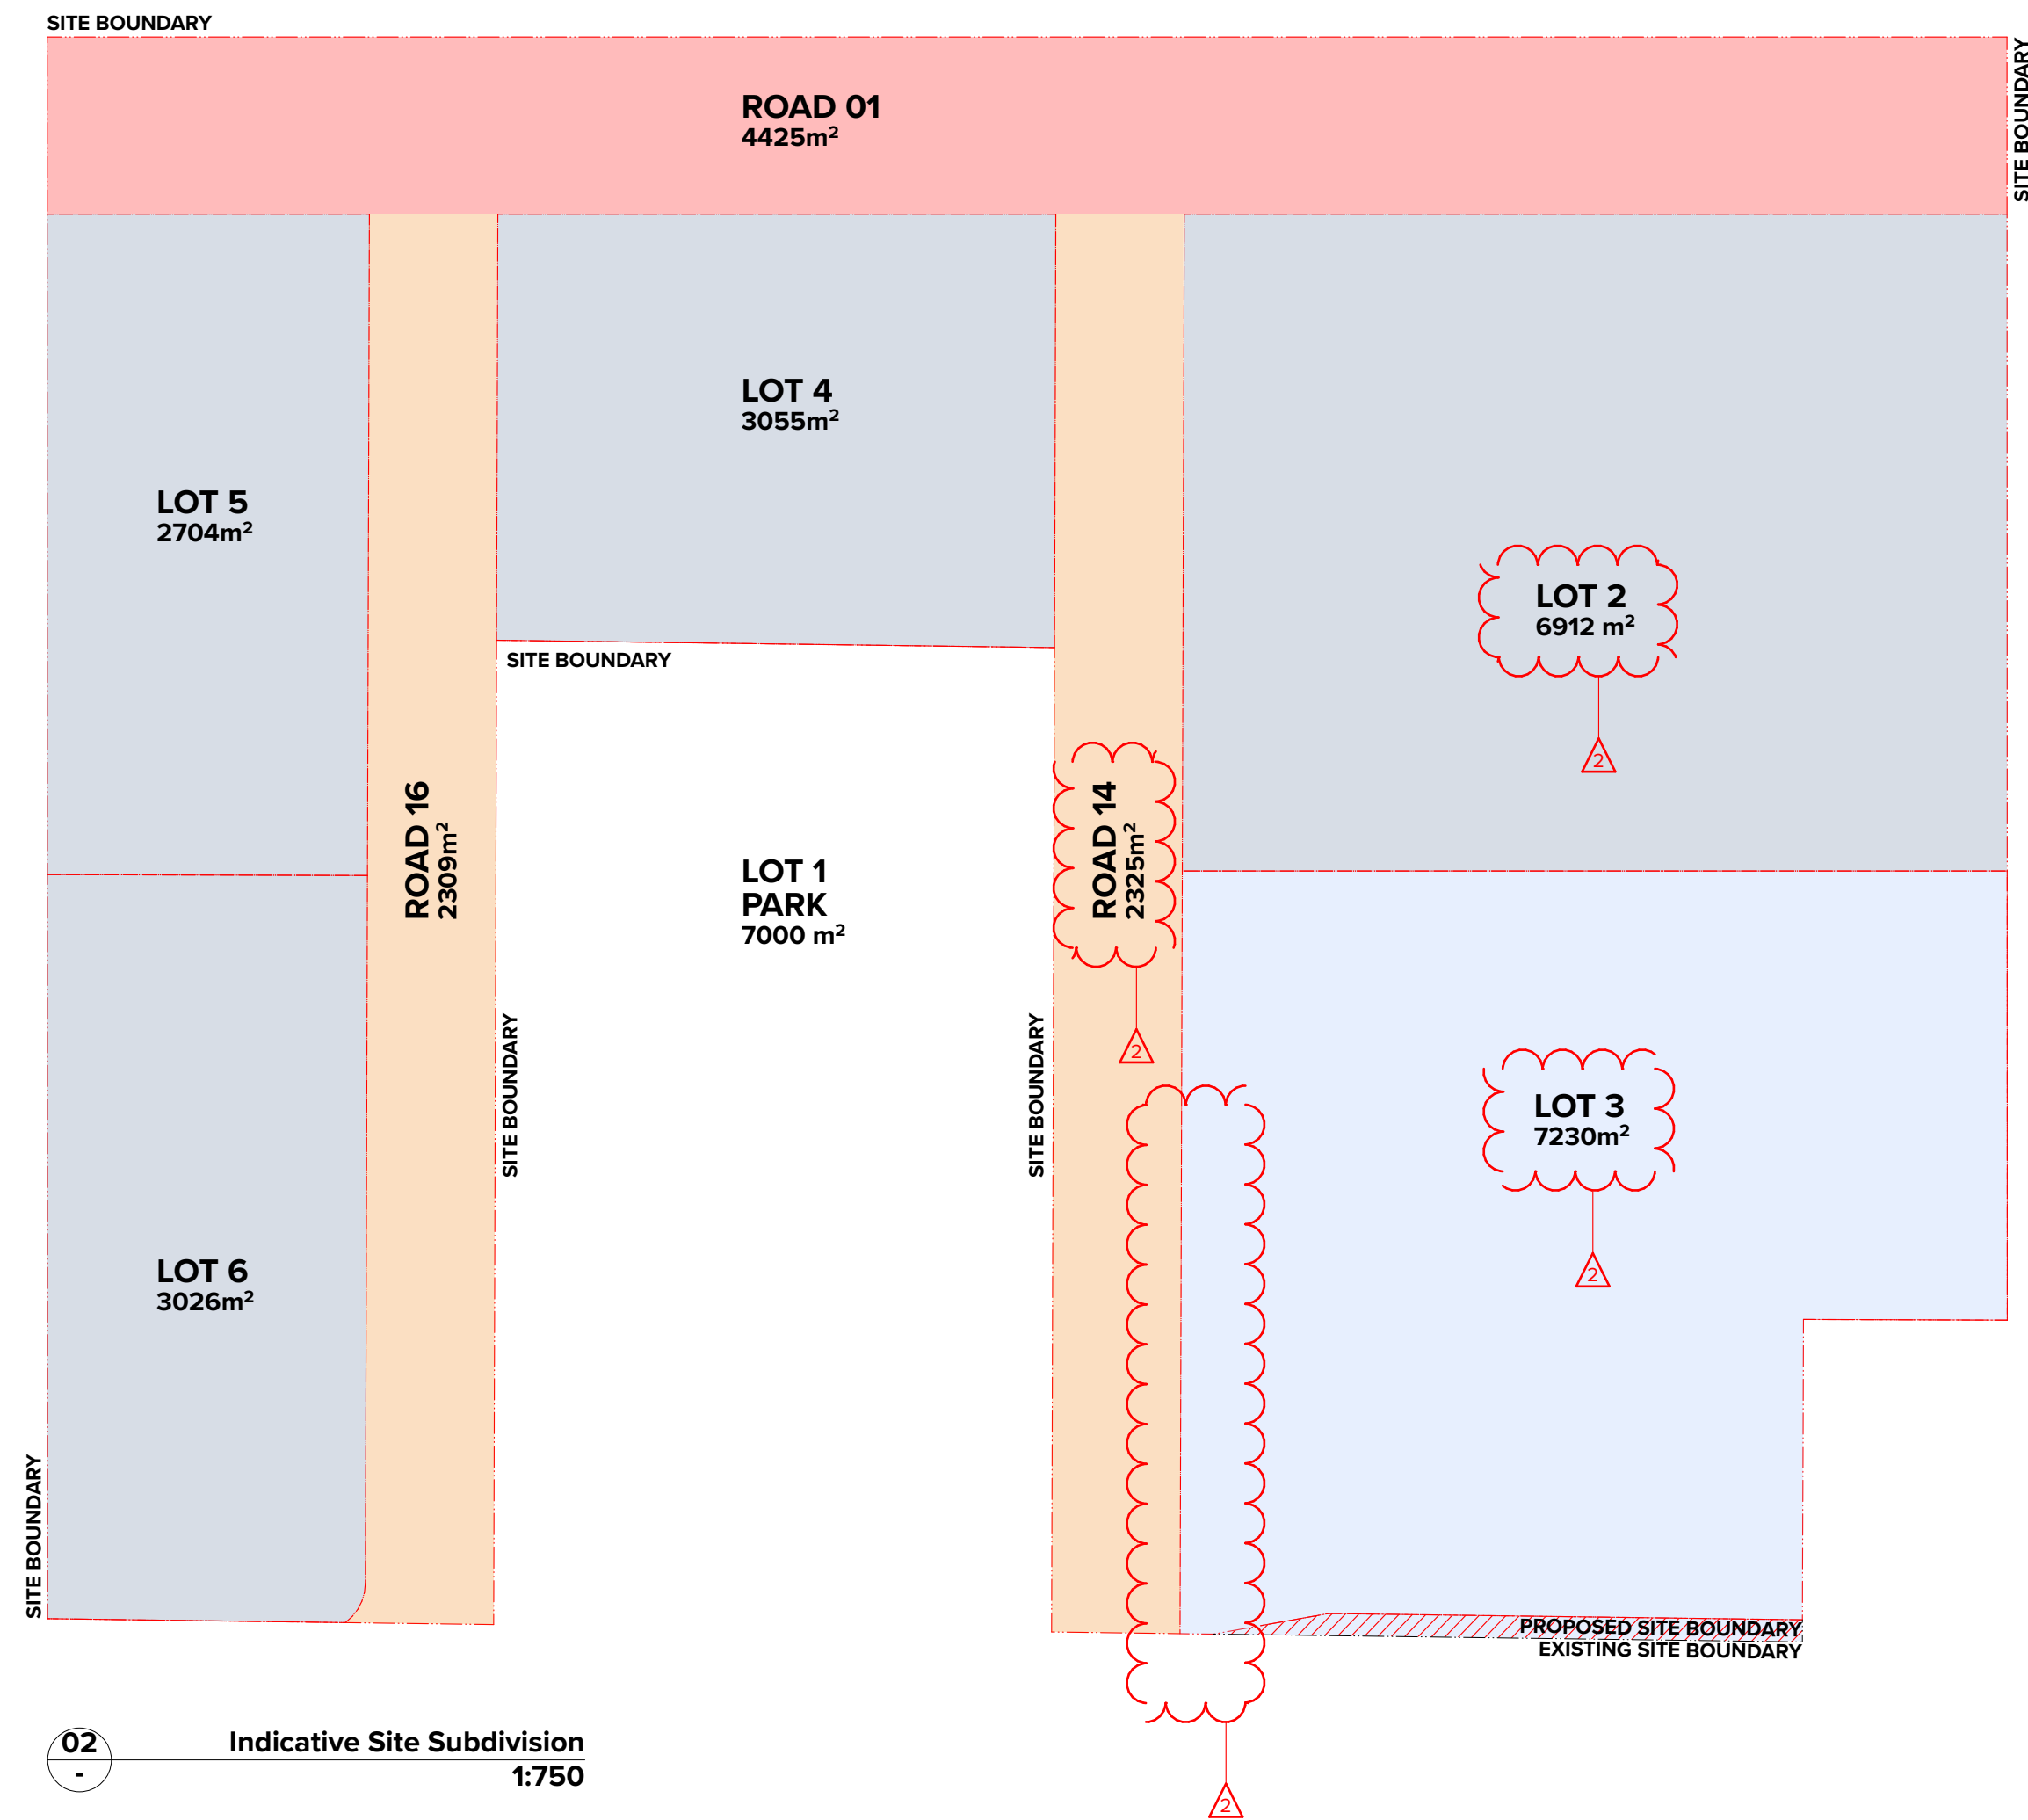 SITE BOUNDARY
SITE BOUNDARY
ROAD 01
4425m²
LOT 4
3055m²
LOT 5
2704m²
LOT 2
6912 m²
2
SITE BOUNDARY
ROAD 16
2309m²
LOT 1
PARK
7000 m²
ROAD 14
2325m²
2
SITE BOUNDARY
SITE BOUNDARY
LOT 3
7230m²
2
LOT 6
3026m²
SITE BOUNDARY
PROPOSED SITE BOUNDARY
EXISTING SITE BOUNDARY
02
-
Indicative Site Subdivision
1:750
2